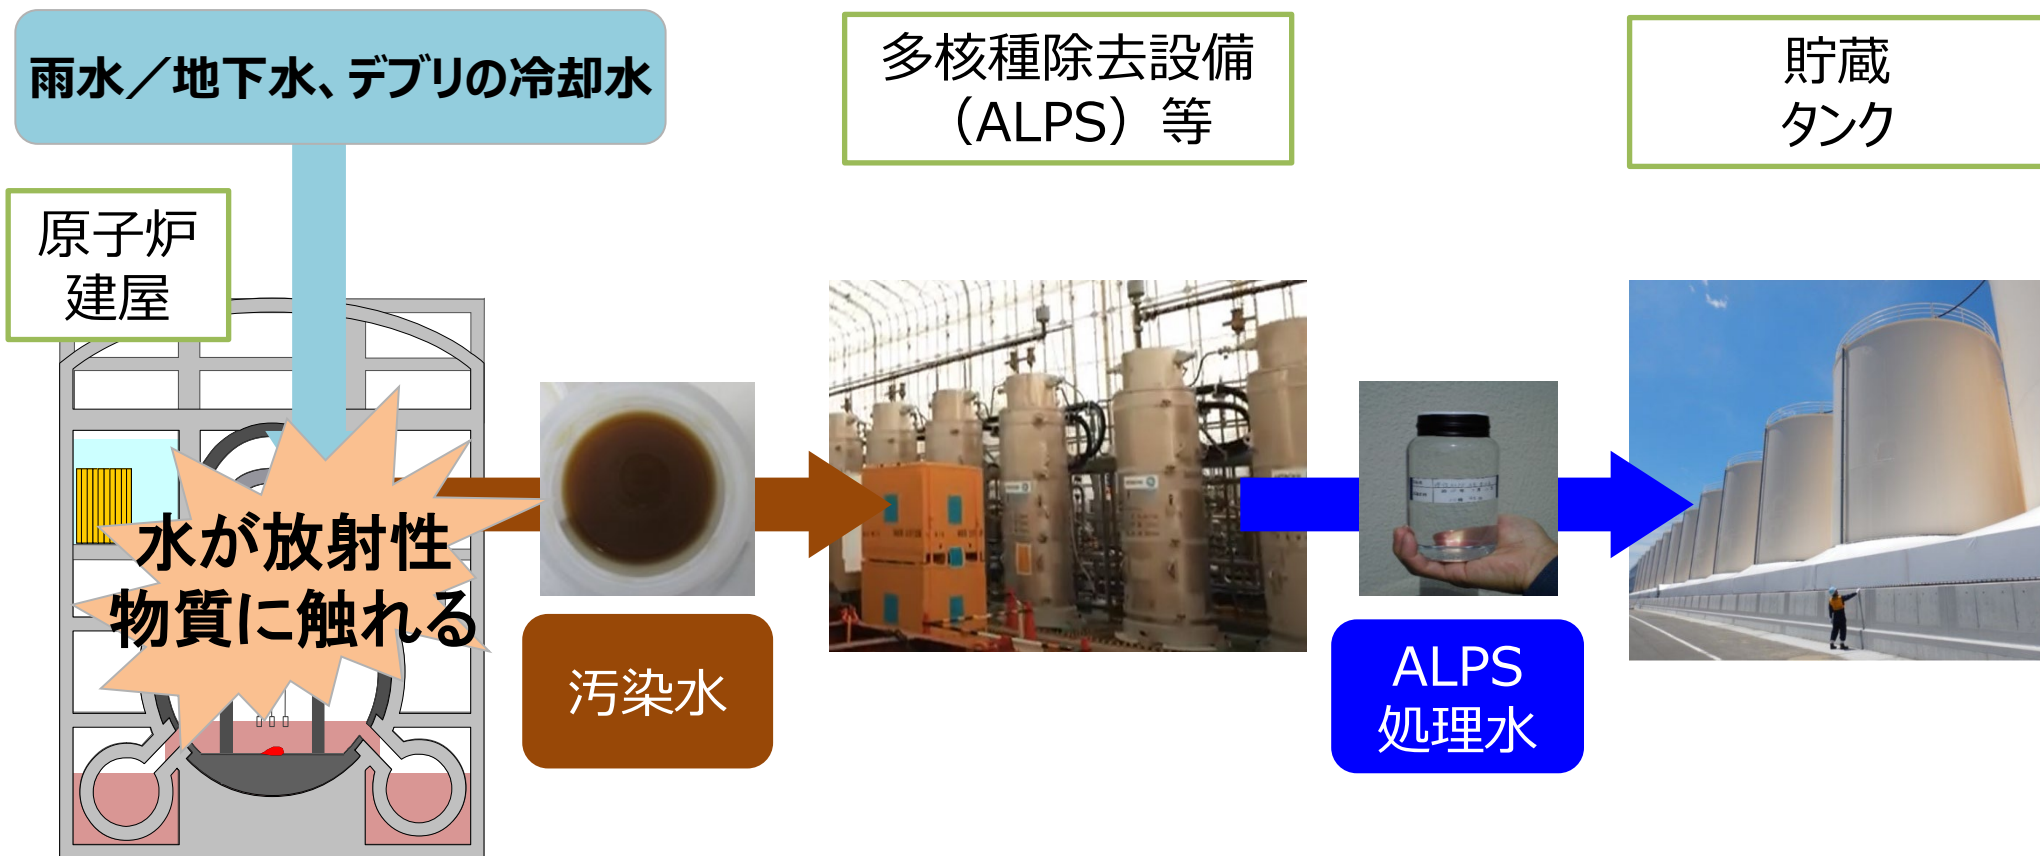 雨水／地下水、デブリの冷却水
原子炉
建屋
水が放射性
物質に触れる
汚染水
多核種除去設備
（ALPS）等
ALPS
処理水
貯蔵
タンク